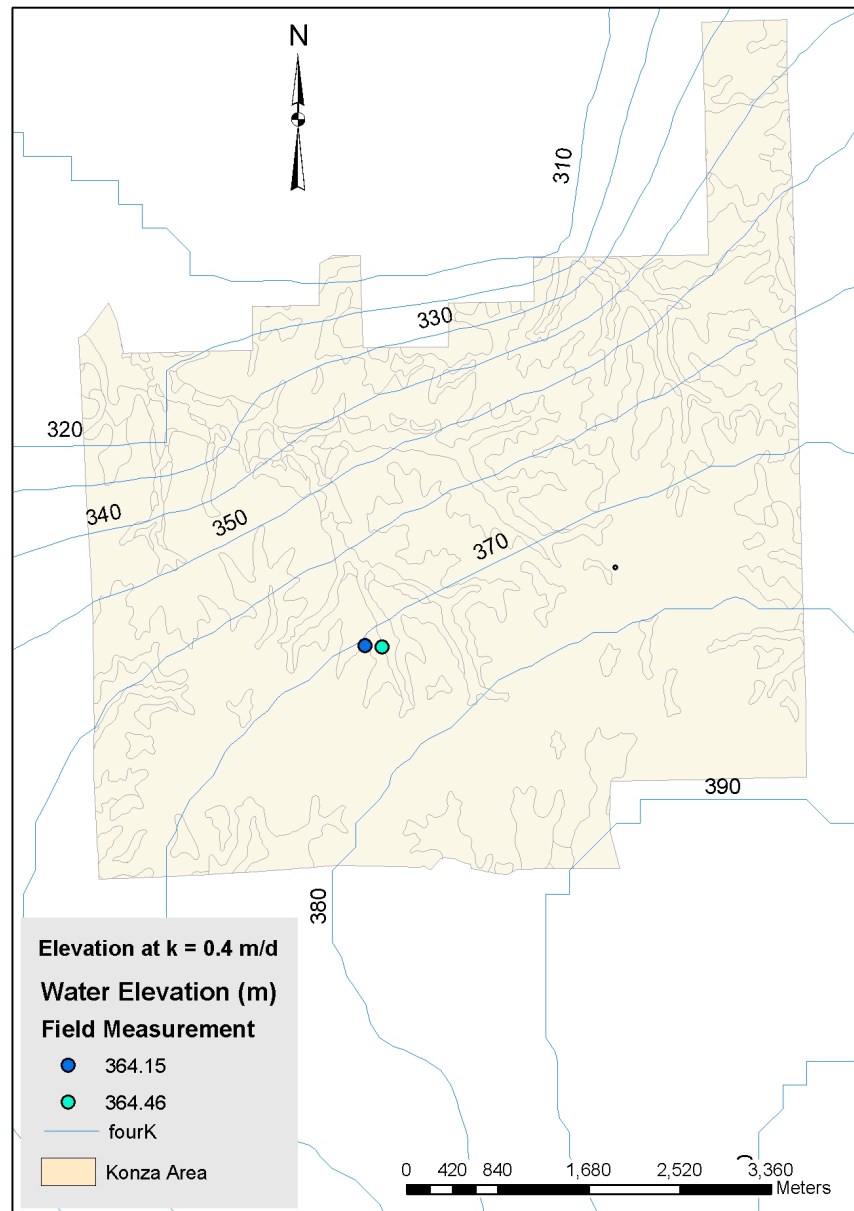 N
310
330
320
340
350
370
390
380
Elevation at k = 0.4 m/d
Water Elevation (m)
Field Measurement
364.15
364.46
fourK
Konza Area
0 420 840 1,680 2,520 3,360
Meters